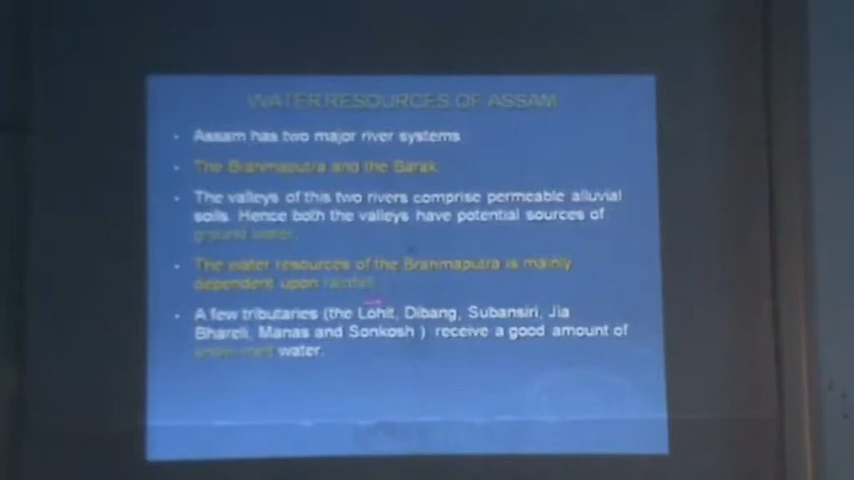 WATER RESOURCES OF ASSAM
- Assam has two major river systems
- The Brahmaputra and the Barak
- The valleys of this two rivers comprise permeable alluvial
soils. Hence both the valleys have potential sources of
ground water.
- The water resources of the Brahmaputra is mainly
dependent upon rainfall
- A few tributaries (the Lohit, Dibang, Subansiri, Jia
Bhareli, Manas and Sonkosh ) receive a good amount of
snow-melt water.